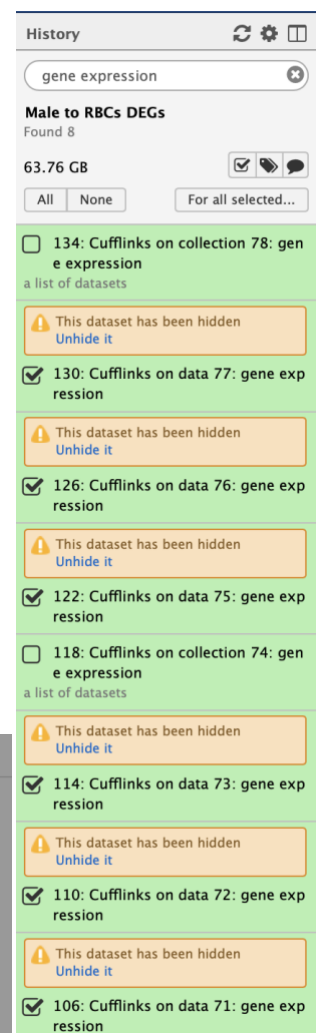 History
gene expression
Male to RBCs DEGs
Found 8
63.76 GB
All None For all selected...
134: Cufflinks on collection 78: gen
e expression
a list of datasets
This dataset has been hidden
Unhide it
130: Cufflinks on data 77: gene exp
ression
This dataset has been hidden
Unhide it
126: Cufflinks on data 76: gene exp
ression
This dataset has been hidden
Unhide it
122: Cufflinks on data 75: gene exp
ression
118: Cufflinks on collection 74: gen
e expression
a list of datasets
This dataset has been hidden
Unhide it
114: Cufflinks on data 73: gene exp
ression
This dataset has been hidden
Unhide it
110: Cufflinks on data 72: gene exp
ression
This dataset has been hidden
Unhide it
106: Cufflinks on data 71: gene exp
ression